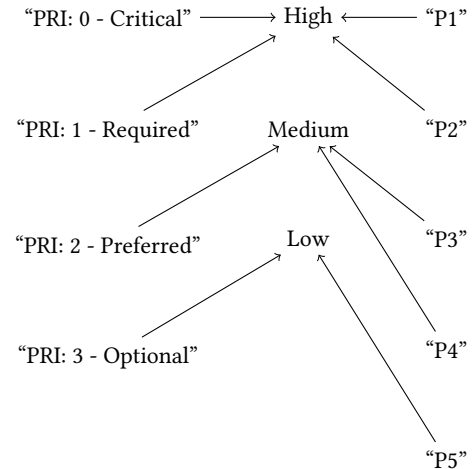 “PRI: 0 - Critical” High “P1”
“PRI: 1 - Required” Medium “P2”
“PRI: 2 - Preferred” Low “P3”
“PRI: 3 - Optional” “P4”
“P5”